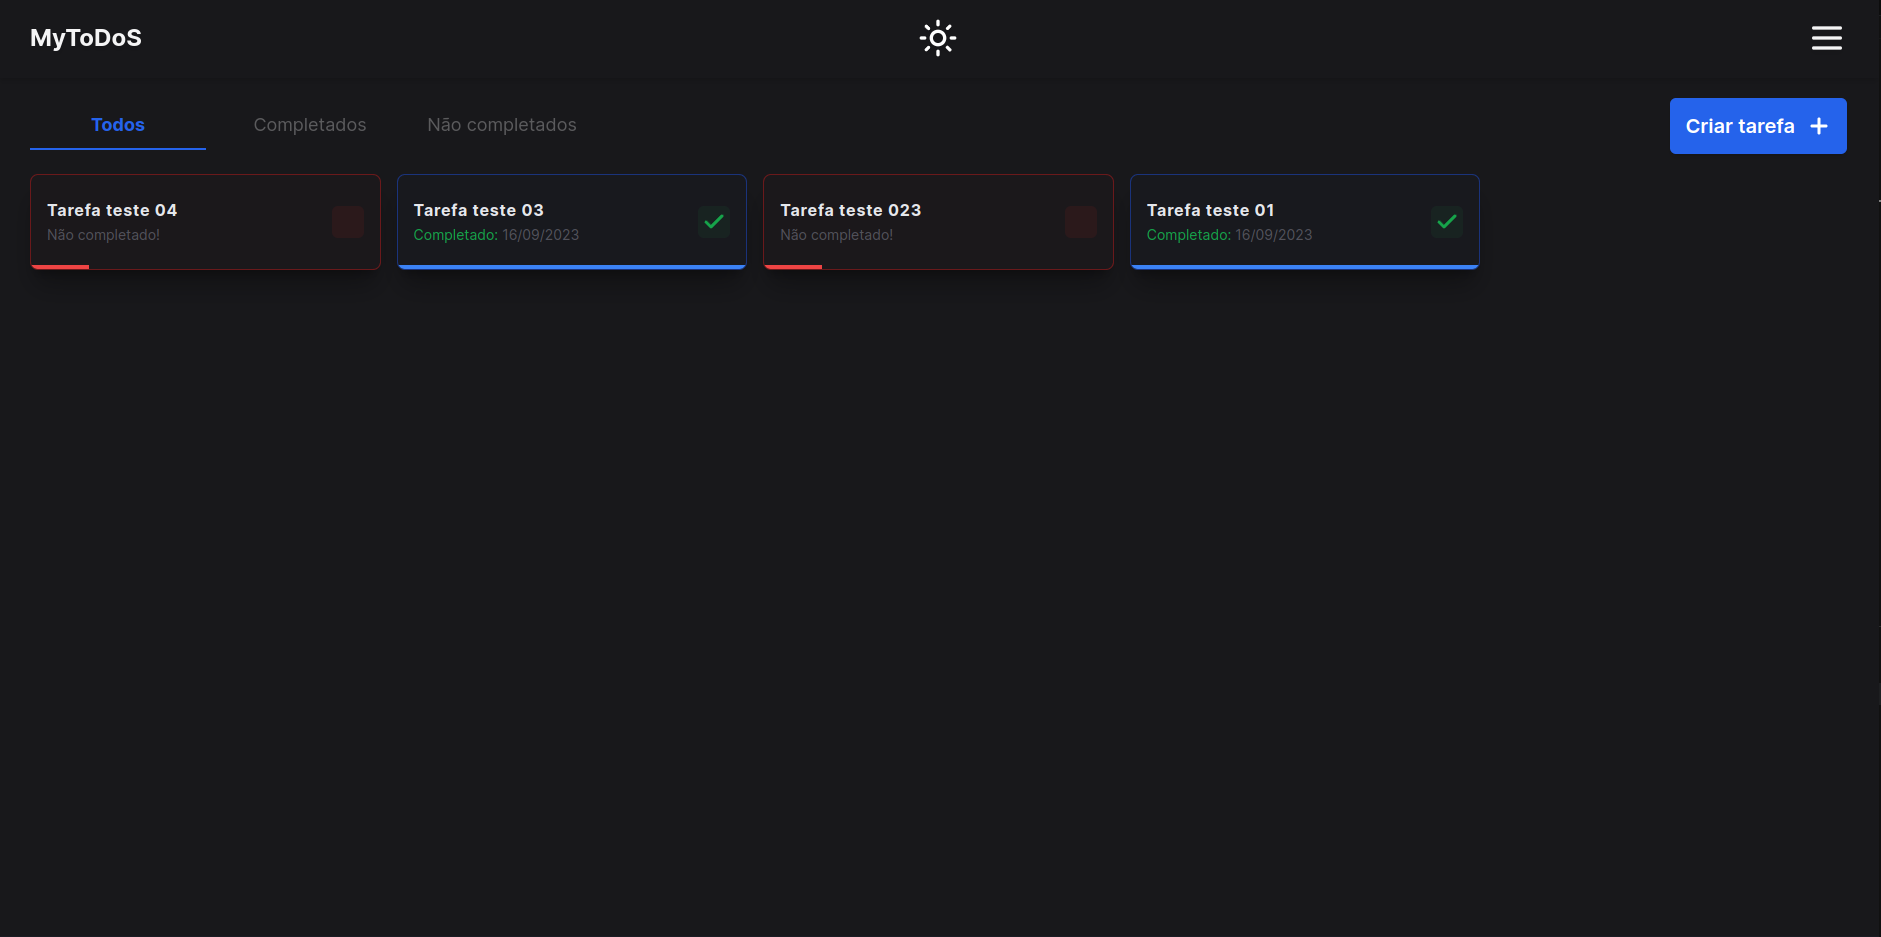 MyToDoS
Todos
Completados
Não completados
Criar tarefa
Tarefa teste 04
Não completado!
Tarefa teste 03
Completado: 16/09/2023
Tarefa teste 023
Não completado!
Tarefa teste 01
Completado: 16/09/2023